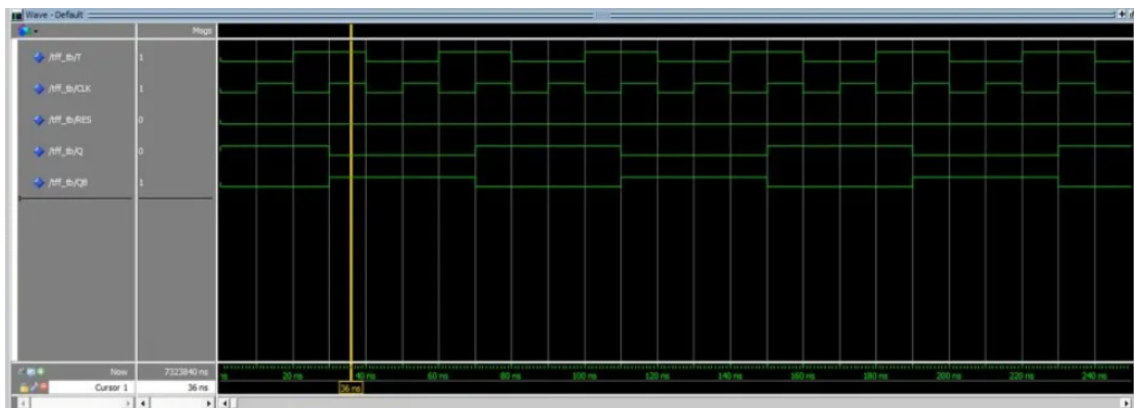 Wave - Default
Msgs
/tff_tb/T 1
/tff_tb/CLK 1
/tff_tb/RES 0
/tff_tb/Q 0
/tff_tb/QB 1
Now 7323840 ns
20 ns 40 ns 60 ns 80 ns 100 ns 120 ns 140 ns 160 ns 180 ns 200 ns 220 ns 240 ns
Cursor 1 36 ns
36 ns